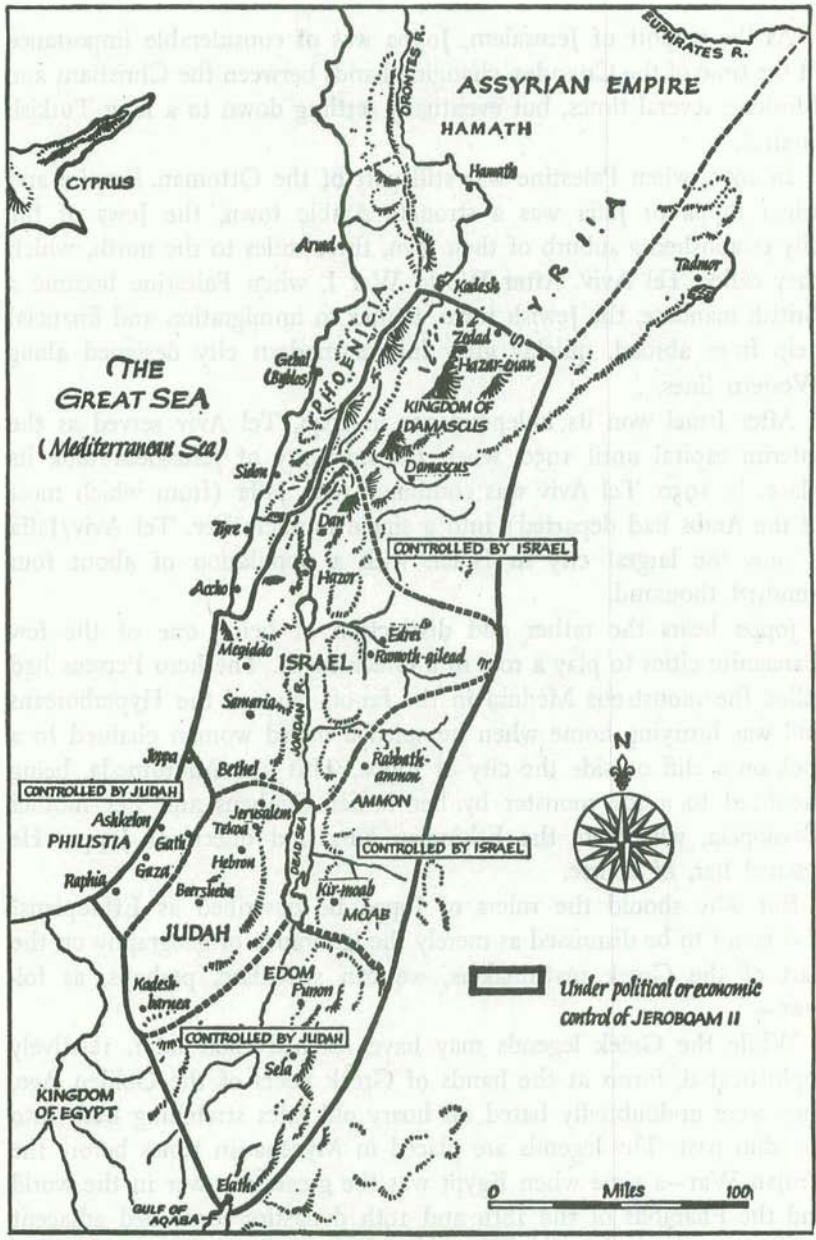 EUPHRATES R.
ORONTES R.
ASSYRIAN EMPIRE
HAMATH
Hamath
CYPRUS
SYRIA
Arvad
Tadmor
Kadesh
PHOENICIA
Zedad
Hazar-enan
Gebal
(Byblos)
THE
GREAT SEA
(Mediterranean Sea)
KINGDOM OF
DAMASCUS
Damascus
Sidon
Tyre
Dan
CONTROLLED BY ISRAEL
Hazor
Accho
Megiddo
ISRAEL
Edrei
Ramoth-gilead
Samaria
JORDAN R.
N
Joppa
Bethel
Rabbath-
ammon
AMMON
CONTROLLED BY JUDAH
Ashkelon
Jerusalem
Tekoa
PHILISTIA
Gath
DEAD SEA
CONTROLLED BY ISRAEL
Hebron
Gaza
Raphia
Beersheba
Kir-moab
MOAB
JUDAH
EDOM
Kadesh
barnea
Punon
Under political or economic
control of JEROBOAM II
CONTROLLED BY JUDAH
Sela
KINGDOM
OF EGYPT
Elath
GULF OF
AQABA
0 Miles 100